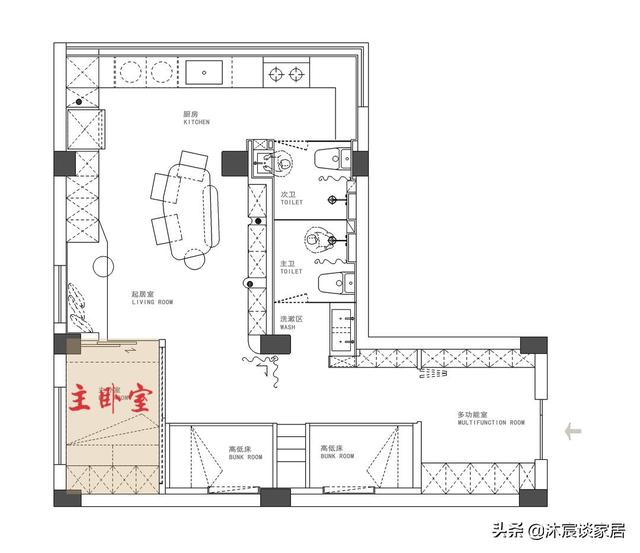 厨房
KITCHEN
次卫
TOILET
主卫
TOILET
起居室
LIVING ROOM
洗漱区
WASH
主卧室
多功能室
MULTIFUNCTION ROOM
高低床
BUNK ROOM
高低床
BUNK ROOM
头条 @沐宸谈家居